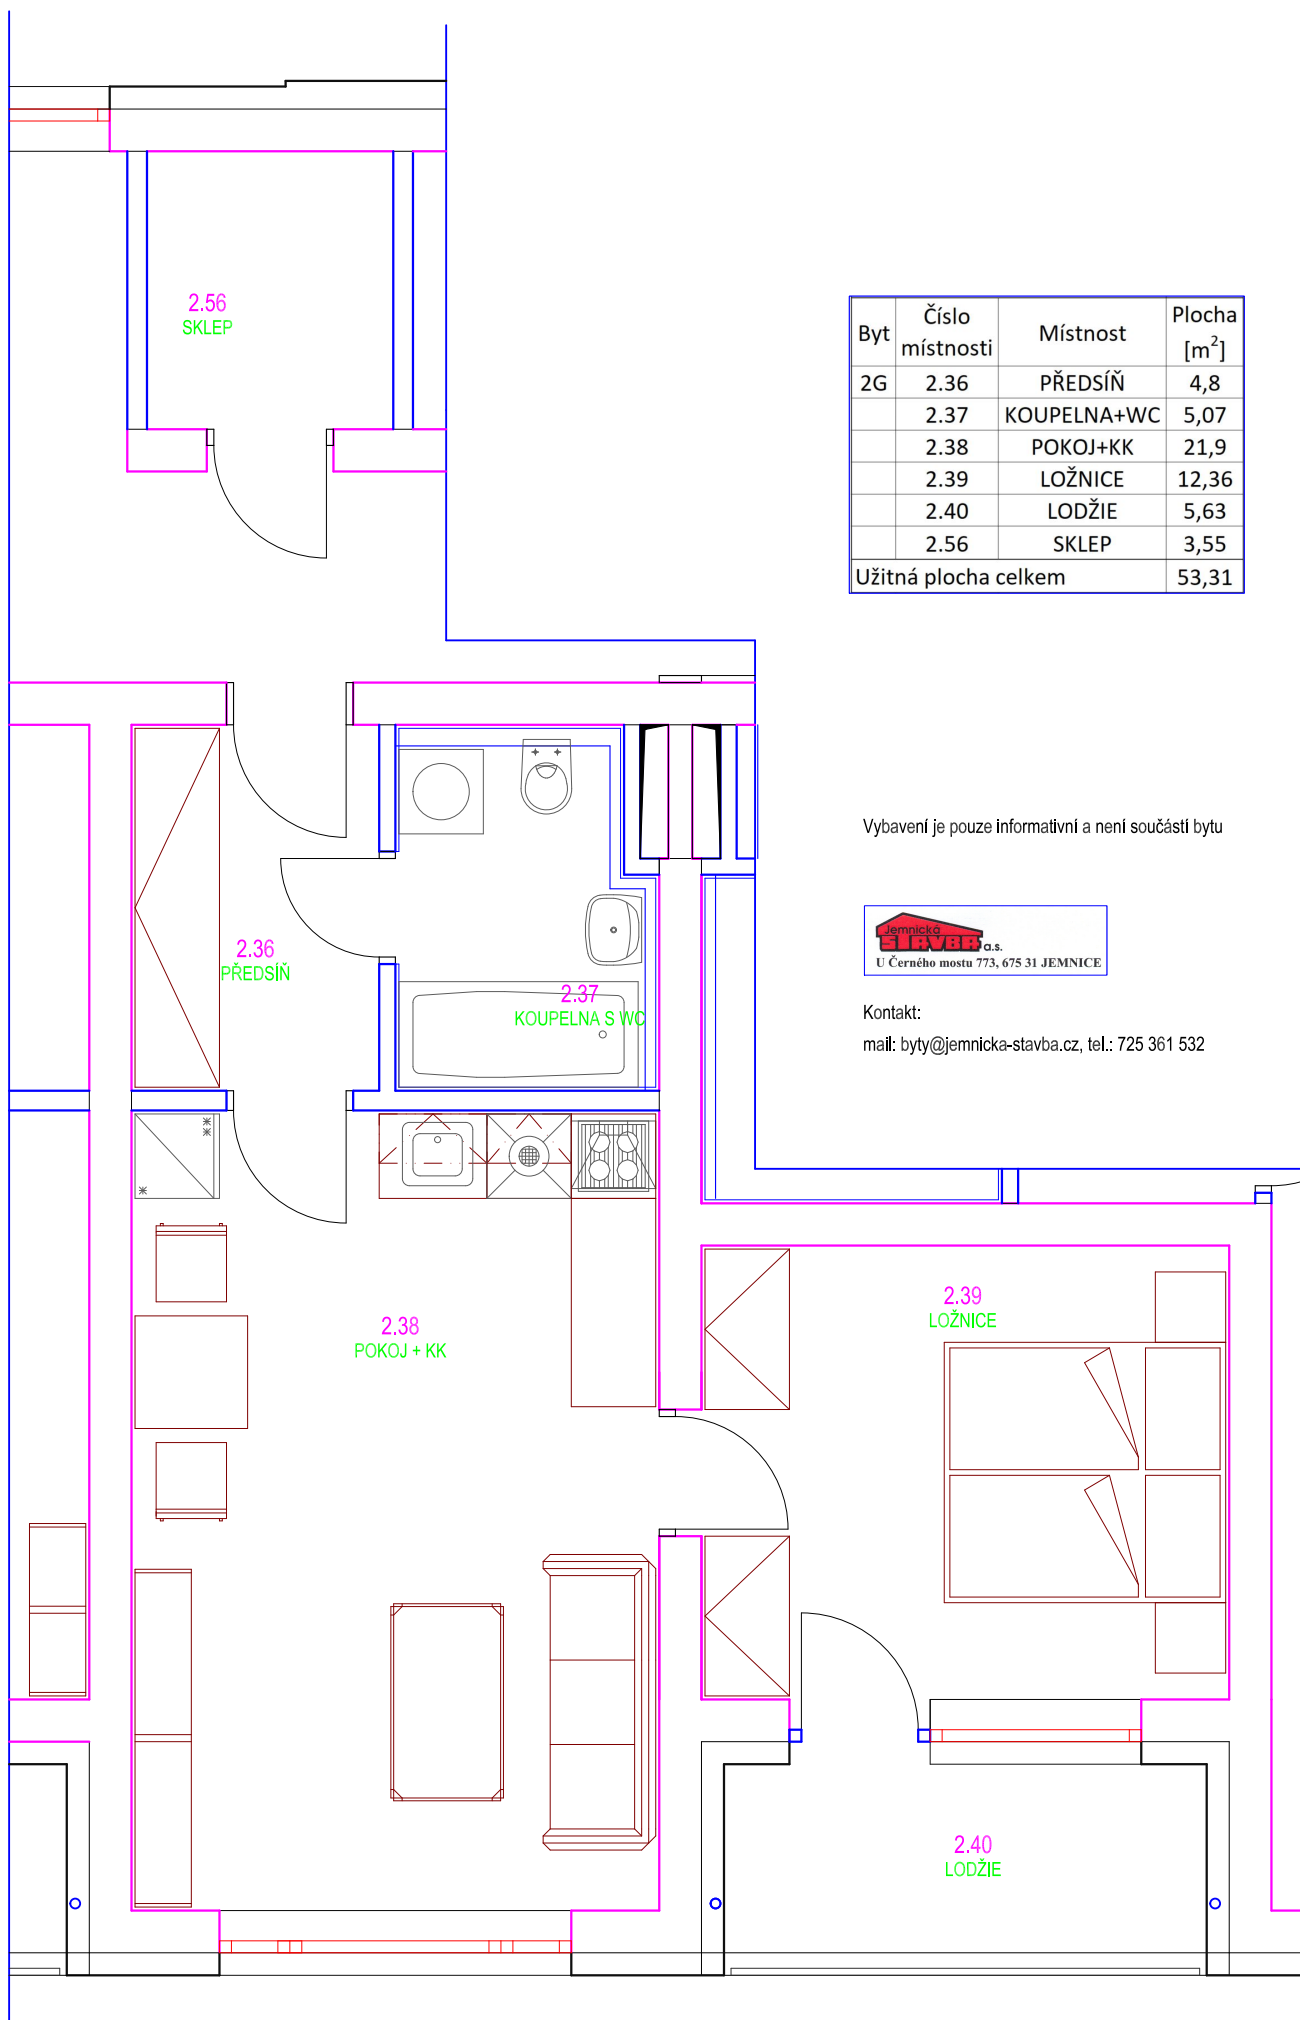 2.56
SKLEP
Byt Číslo místnosti Místnost Plocha [m²]
2G 2.36 PŘEDSÍŇ 4,8
2.37 KOUPELNA+WC 5,07
2.38 POKOJ+KK 21,9
2.39 LOŽNICE 12,36
2.40 LODŽIE 5,63
2.56 SKLEP 3,55
Užitná plocha celkem 53,31
Vybavení je pouze informativní a není součástí bytu
Jemnická
STAVBA a.s.
U Černého mostu 773, 675 31 JEMNICE
Kontakt:
mail: byty@jemnicka-stavba.cz, tel.: 725 361 532
2.36
PŘEDSÍŇ
2.37
KOUPELNA S WC
2.38
POKOJ + KK
2.39
LOŽNICE
2.40
LODŽIE